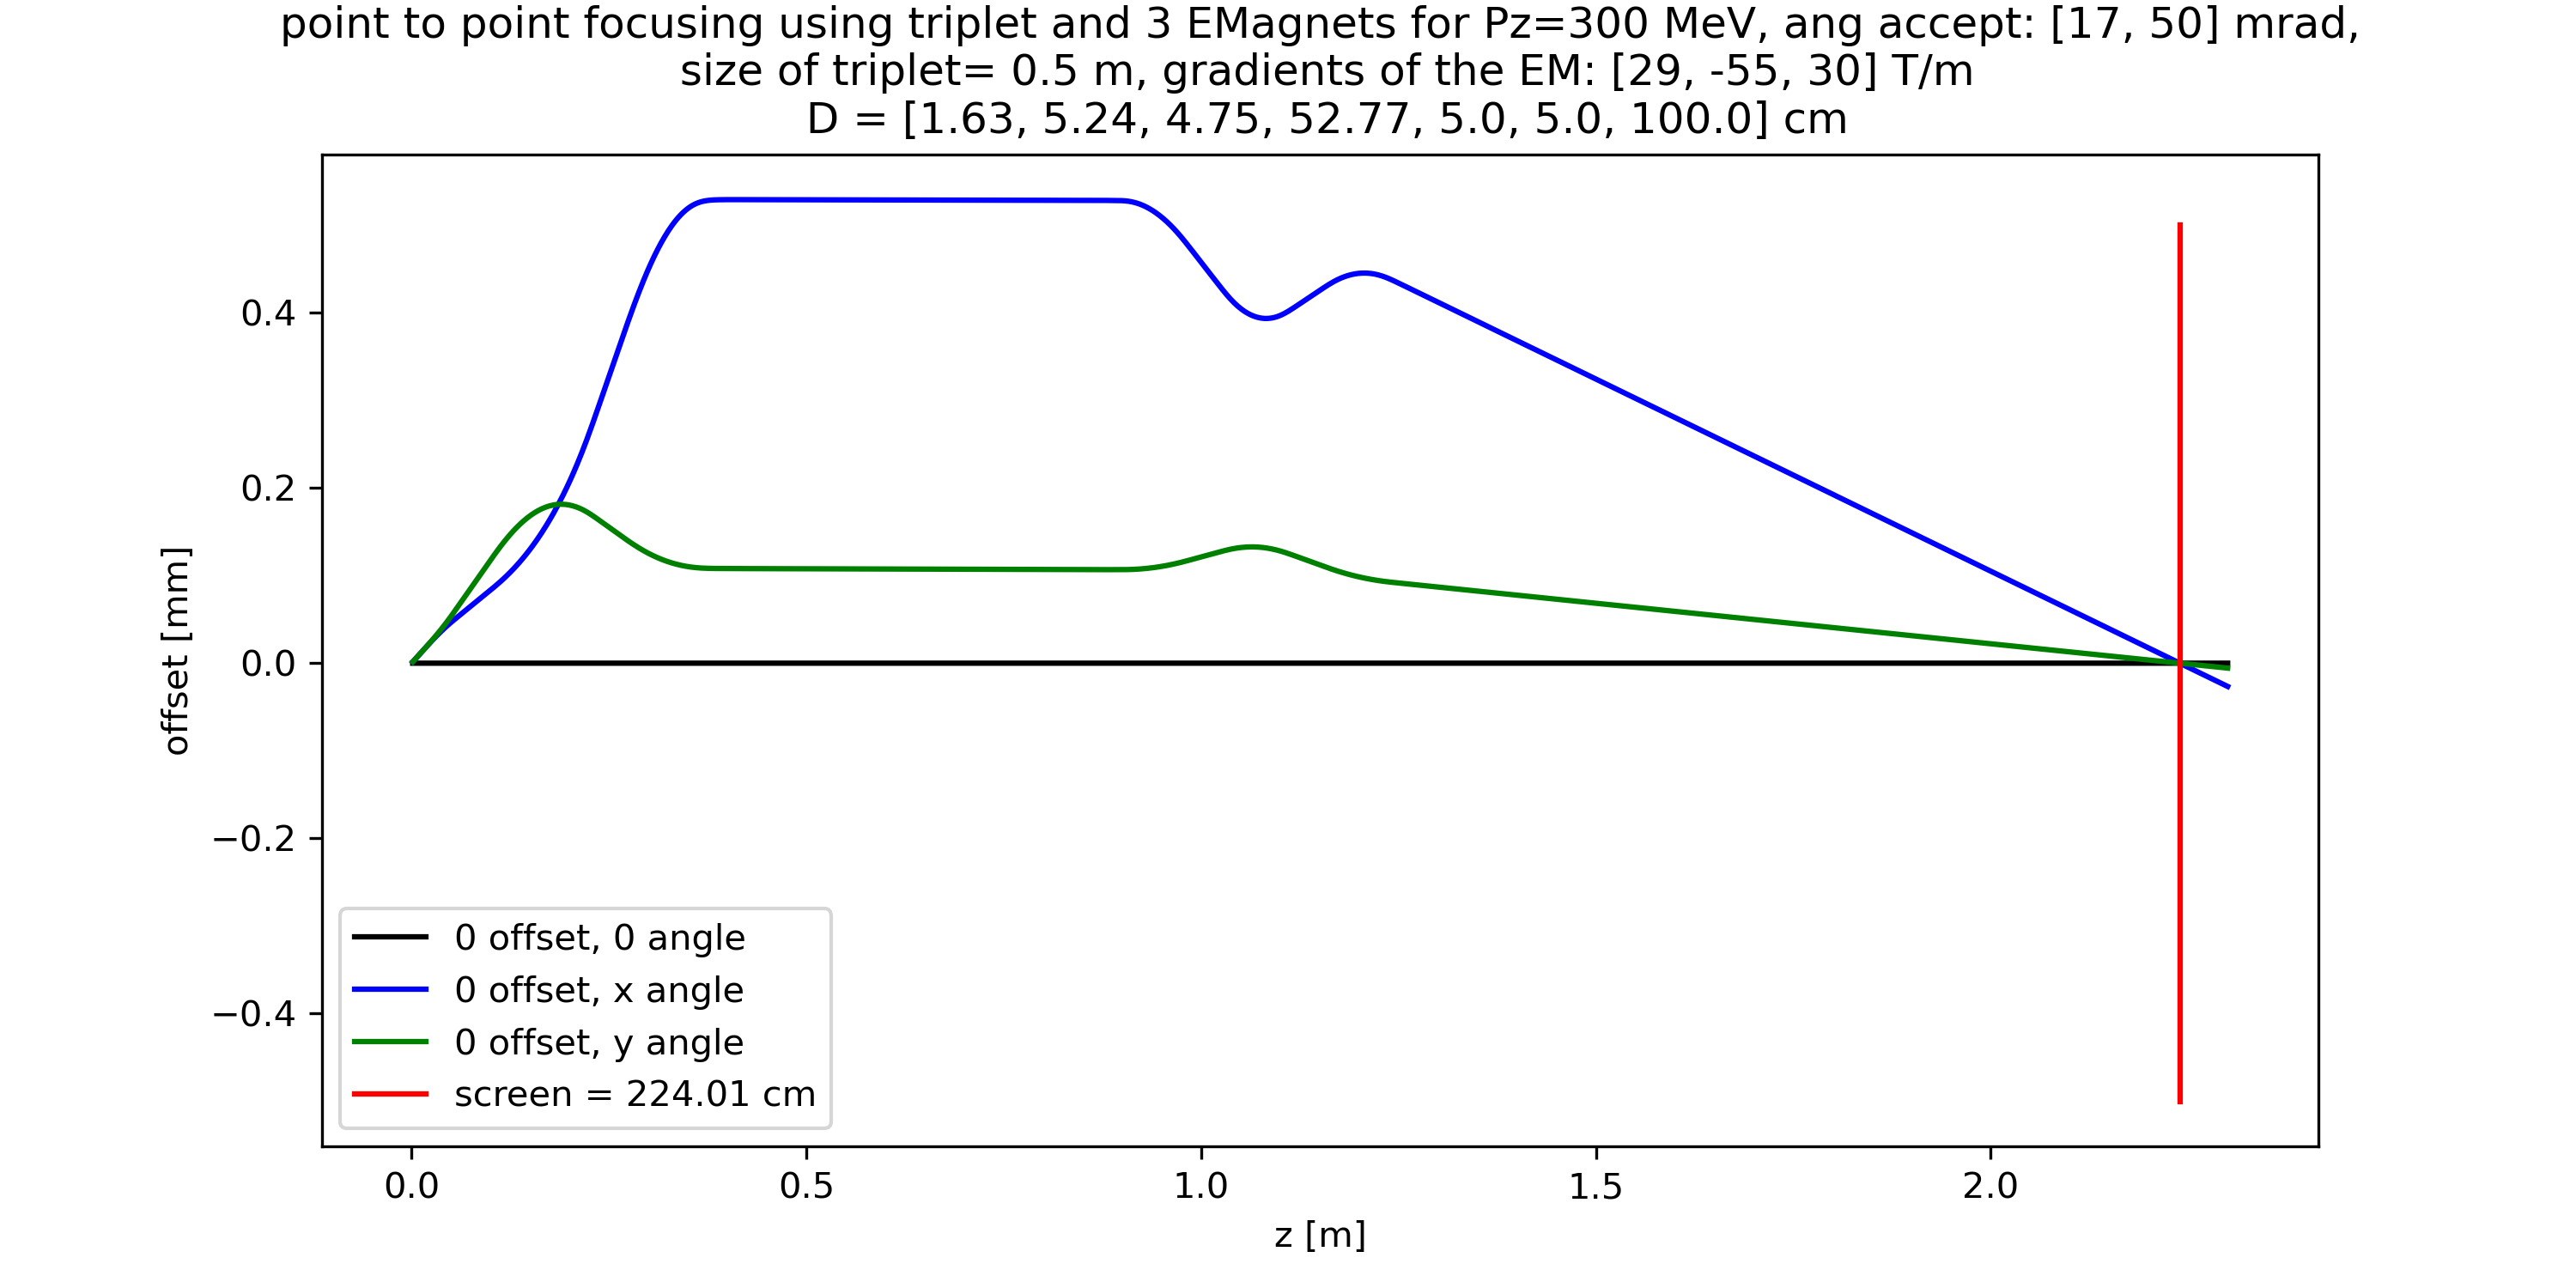 point to point focusing using triplet and 3 EMagnets for Pz=300 MeV, ang accept: [17, 50] mrad,
size of triplet= 0.5 m, gradients of the EM: [29, -55, 30] T/m
D = [1.63, 5.24, 4.75, 52.77, 5.0, 5.0, 100.0] cm
offset [mm]
0.4
0.2
0.0
−0.2
−0.4
0 offset, 0 angle
0 offset, x angle
0 offset, y angle
screen = 224.01 cm
0.0 0.5 1.0 1.5 2.0
z [m]